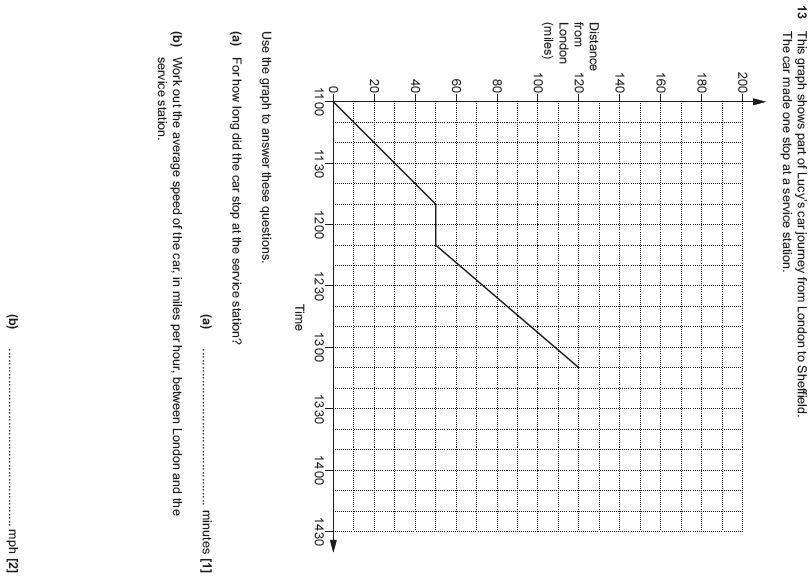 13 This graph shows part of Lucy's car journey from London to Sheffield.
The car made one stop at a service station.
200
180
160
140
120
100
80
60
40
20
0
Distance
from
London
(miles)
1100
1130
1200
1230
1300
1330
1400
1430
Time
Use the graph to answer these questions.
(a) For how long did the car stop at the service station?
(a) .................................... minutes [1]
(b) Work out the average speed of the car, in miles per hour, between London and the
service station.
(b) .................................... mph [2]